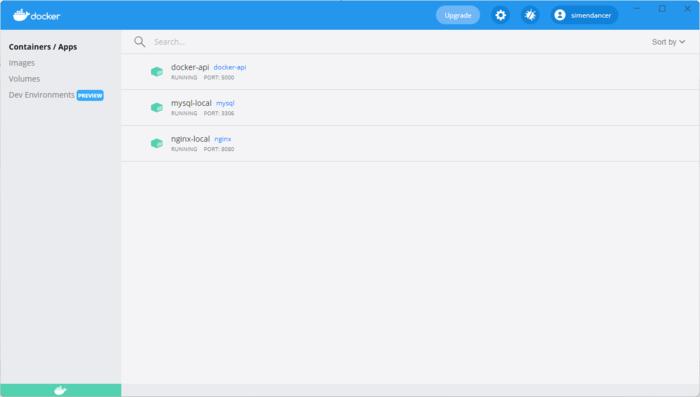 docker
Upgrade
simendancer
Containers / Apps
Images
Volumes
Dev Environments PREVIEW
Search...
Sort by
docker-api docker-api
RUNNING PORT: 5000
mysql-local mysql
RUNNING PORT: 3306
nginx-local nginx
RUNNING PORT: 8080